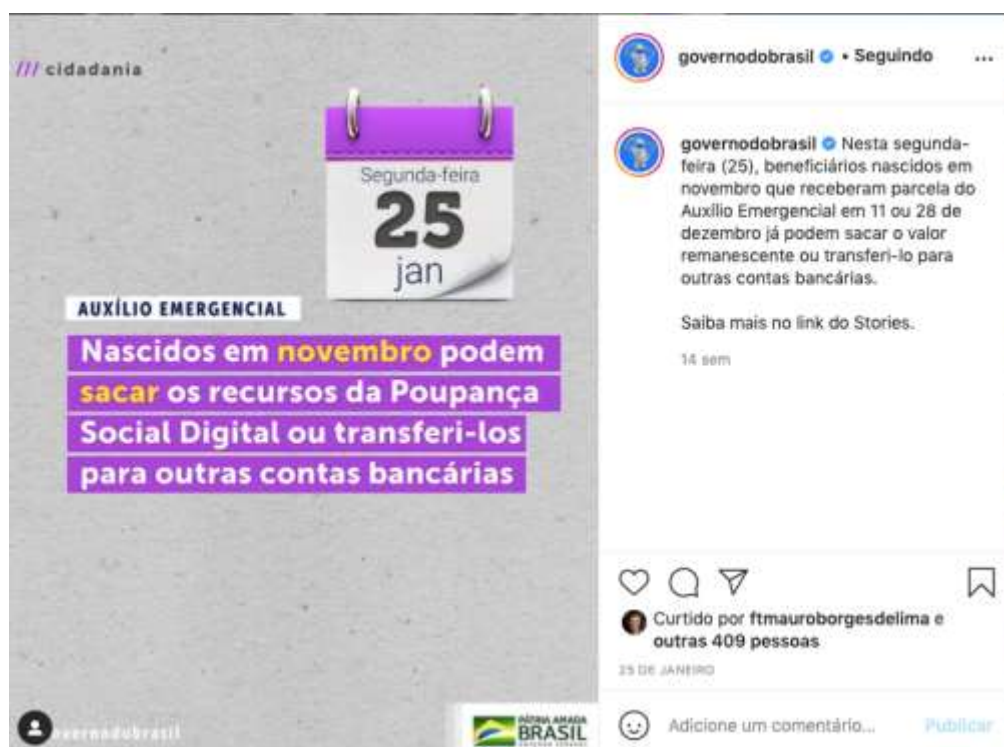 /// cidadania
Segunda-feira
25
jan
AUXÍLIO EMERGENCIAL
Nascidos em novembro podem
sacar os recursos da Poupança
Social Digital ou transferi-los
para outras contas bancárias
governodobrasil
PÁTRIA AMADA
BRASIL
governodobrasil • Seguindo ...
governodobrasil Nesta segunda-
feira (25), beneficiários nascidos em
novembro que receberam parcela do
Auxílio Emergencial em 11 ou 28 de
dezembro já podem sacar o valor
remanescente ou transferi-lo para
outras contas bancárias.
Saiba mais no link do Stories.
14 sem
Curtido por ftmauroborgesdelima e
outras 409 pessoas
25 DE JANEIRO
Adicione um comentário... Publicar